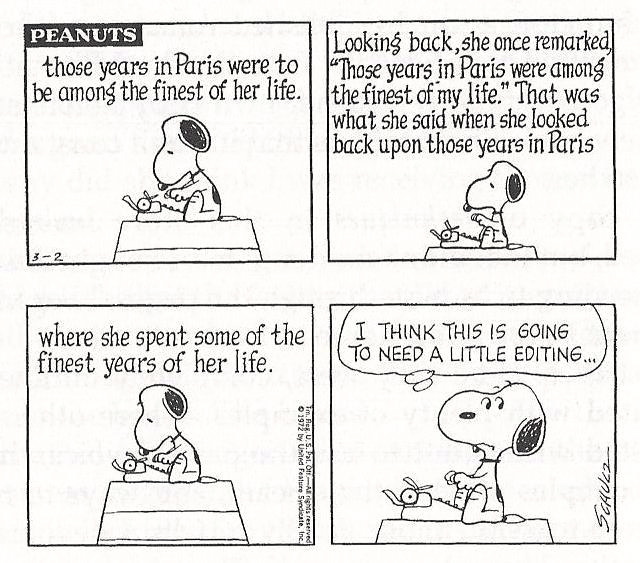 PEANUTS
those years in Paris were to
be among the finest of her life.
3-2
Looking back, she once remarked,
"Those years in Paris were among
the finest of my life." That was
what she said when she looked
back upon those years in Paris
where she spent some of the
finest years of her life.
Tm. Reg. U. S. Pat. Off.—All rights reserved
© 1972 by United Feature Syndicate, Inc.
I THINK THIS IS GOING
TO NEED A LITTLE EDITING...
SCHULZ